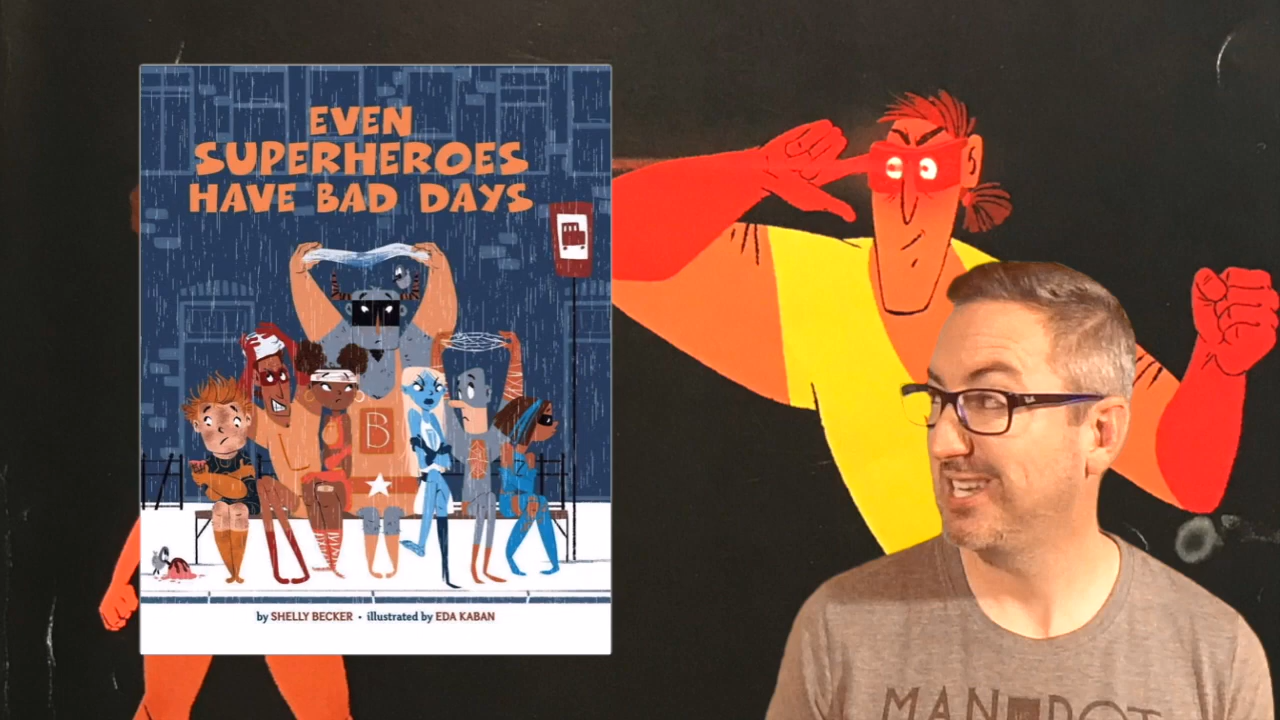 EVEN
SUPERHEROES
HAVE BAD DAYS
B
by SHELLY BECKER • illustrated by EDA KABAN